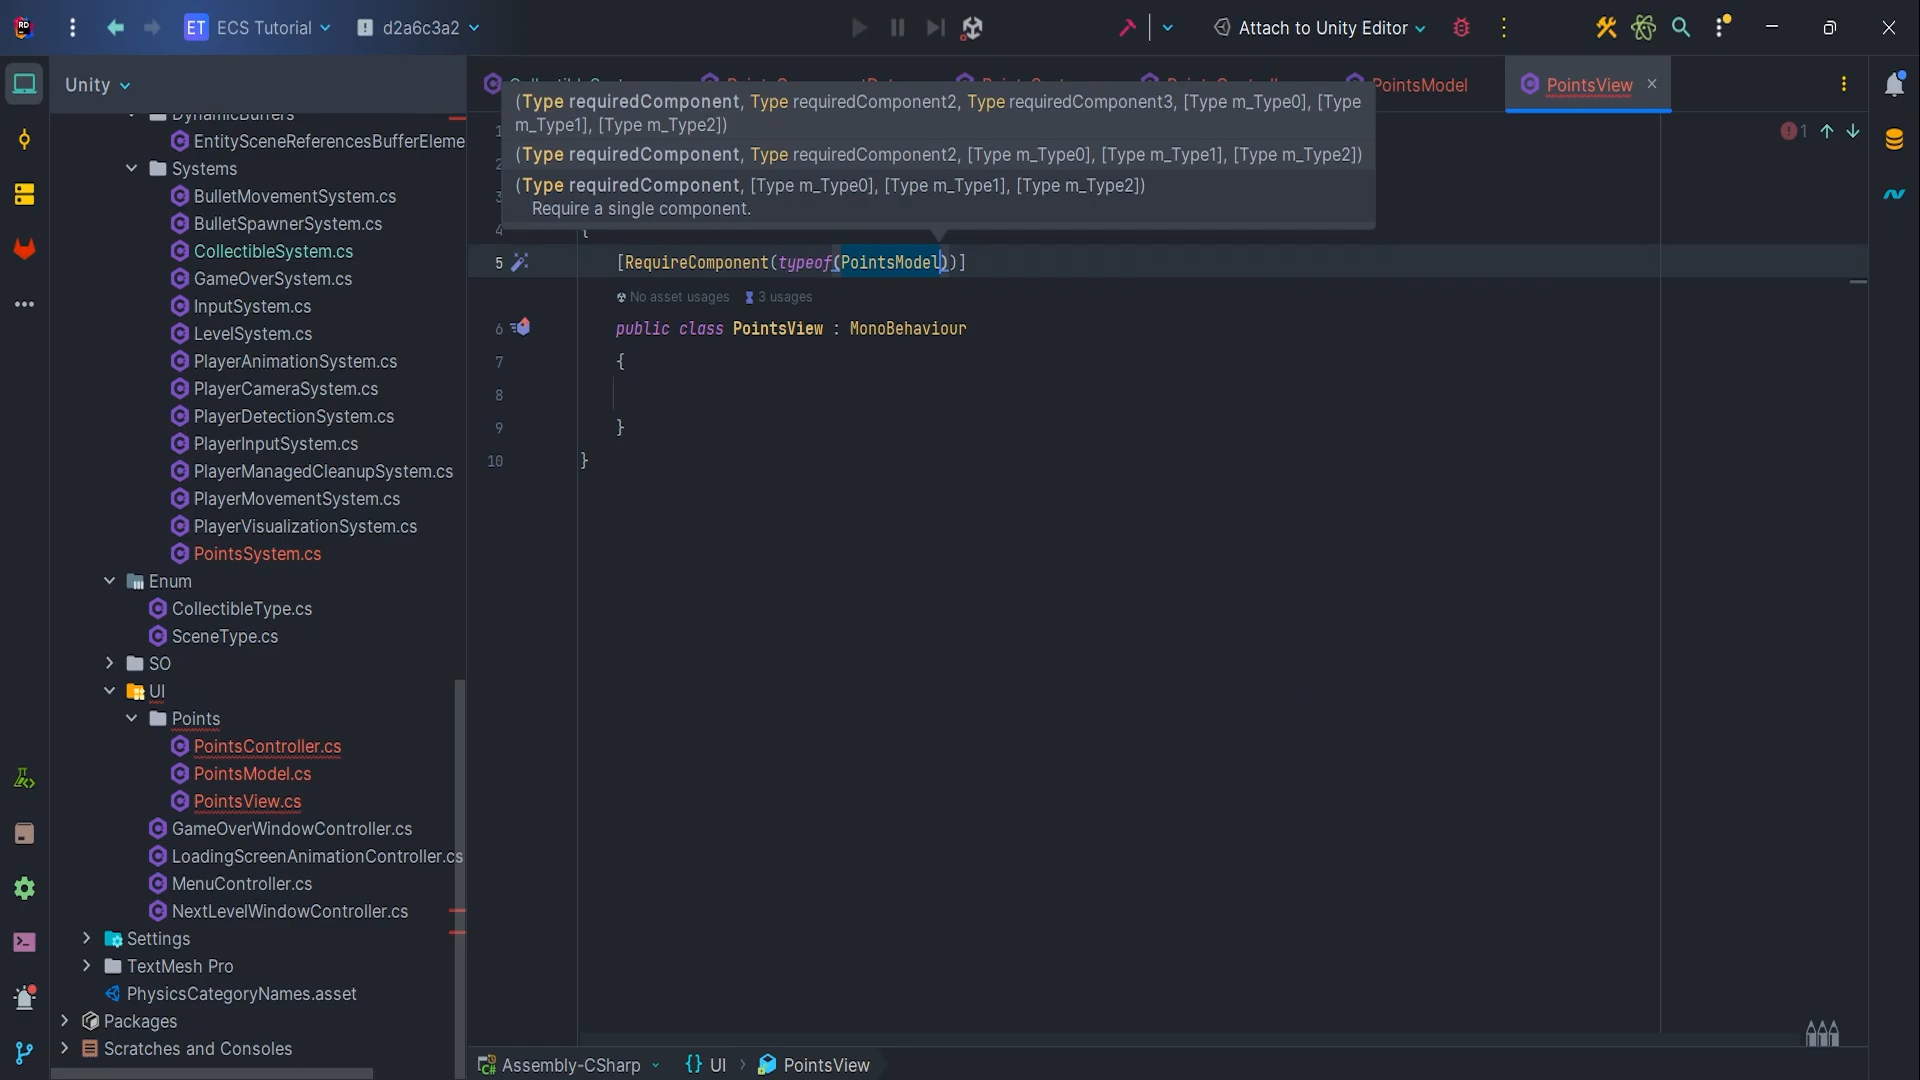 ET ECS Tutorial
d2a6c3a2
Attach to Unity Editor
Unity
PointsModel
PointsView
DynamicBuffers
EntitySceneReferencesBufferEleme
Systems
BulletMovementSystem.cs
BulletSpawnerSystem.cs
CollectibleSystem.cs
GameOverSystem.cs
InputSystem.cs
LevelSystem.cs
PlayerAnimationSystem.cs
PlayerCameraSystem.cs
PlayerDetectionSystem.cs
PlayerInputSystem.cs
PlayerManagedCleanupSystem.cs
PlayerMovementSystem.cs
PlayerVisualizationSystem.cs
PointsSystem.cs
Enum
CollectibleType.cs
SceneType.cs
SO
UI
Points
PointsController.cs
PointsModel.cs
PointsView.cs
GameOverWindowController.cs
LoadingScreenAnimationController.cs
MenuController.cs
NextLevelWindowController.cs
Settings
TextMesh Pro
PhysicsCategoryNames.asset
Packages
Scratches and Consoles
(Type requiredComponent, Type requiredComponent2, Type requiredComponent3, [Type m_Type0], [Type
m_Type1], [Type m_Type2])
(Type requiredComponent, Type requiredComponent2, [Type m_Type0], [Type m_Type1], [Type m_Type2])
(Type requiredComponent, [Type m_Type0], [Type m_Type1], [Type m_Type2])
Require a single component.
1
4 {
5 [RequireComponent(typeof(PointsModel))]
No asset usages 3 usages
6 public class PointsView : MonoBehaviour
7 {
8
9 }
10 }
Assembly-CSharp {} UI PointsView